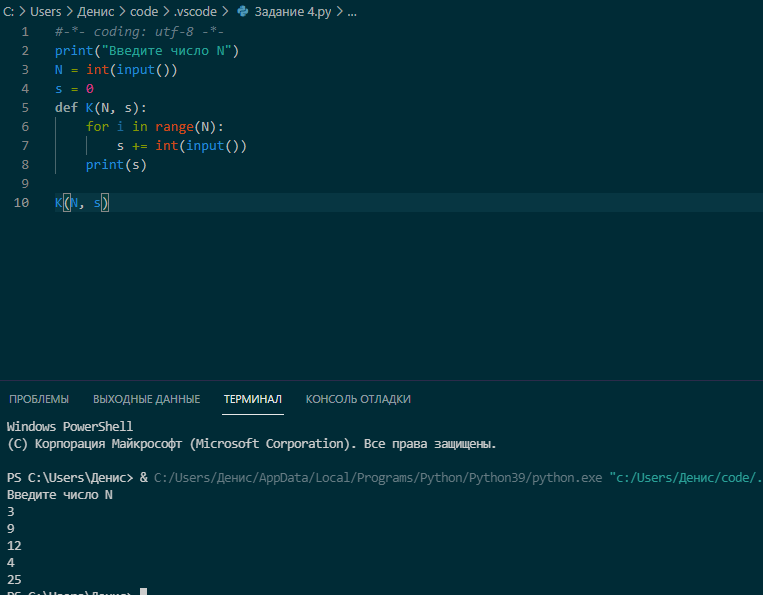 C: > Users > Денис > code > .vscode > Задание 4.py > ...
1 #-*- coding: utf-8 -*-
2 print("Введите число N")
3 N = int(input())
4 s = 0
5 def K(N, s):
6 for i in range(N):
7 s += int(input())
8 print(s)
9
10 K(N, s)
ПРОБЛЕМЫ ВЫХОДНЫЕ ДАННЫЕ ТЕРМИНАЛ КОНСОЛЬ ОТЛАДКИ
Windows PowerShell
(C) Корпорация Майкрософт (Microsoft Corporation). Все права защищены.
PS C:\Users\Денис> & C:/Users/Денис/AppData/Local/Programs/Python/Python39/python.exe "c:/Users/Денис/code/.
Введите число N
3
9
12
4
25
PS C:\Users\Денис>